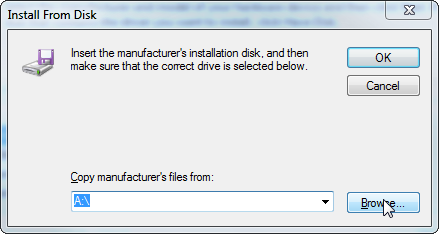 Install From Disk
Insert the manufacturer's installation disk, and then
make sure that the correct drive is selected below.
OK
Cancel
Copy manufacturer's files from:
A:\
Browse...